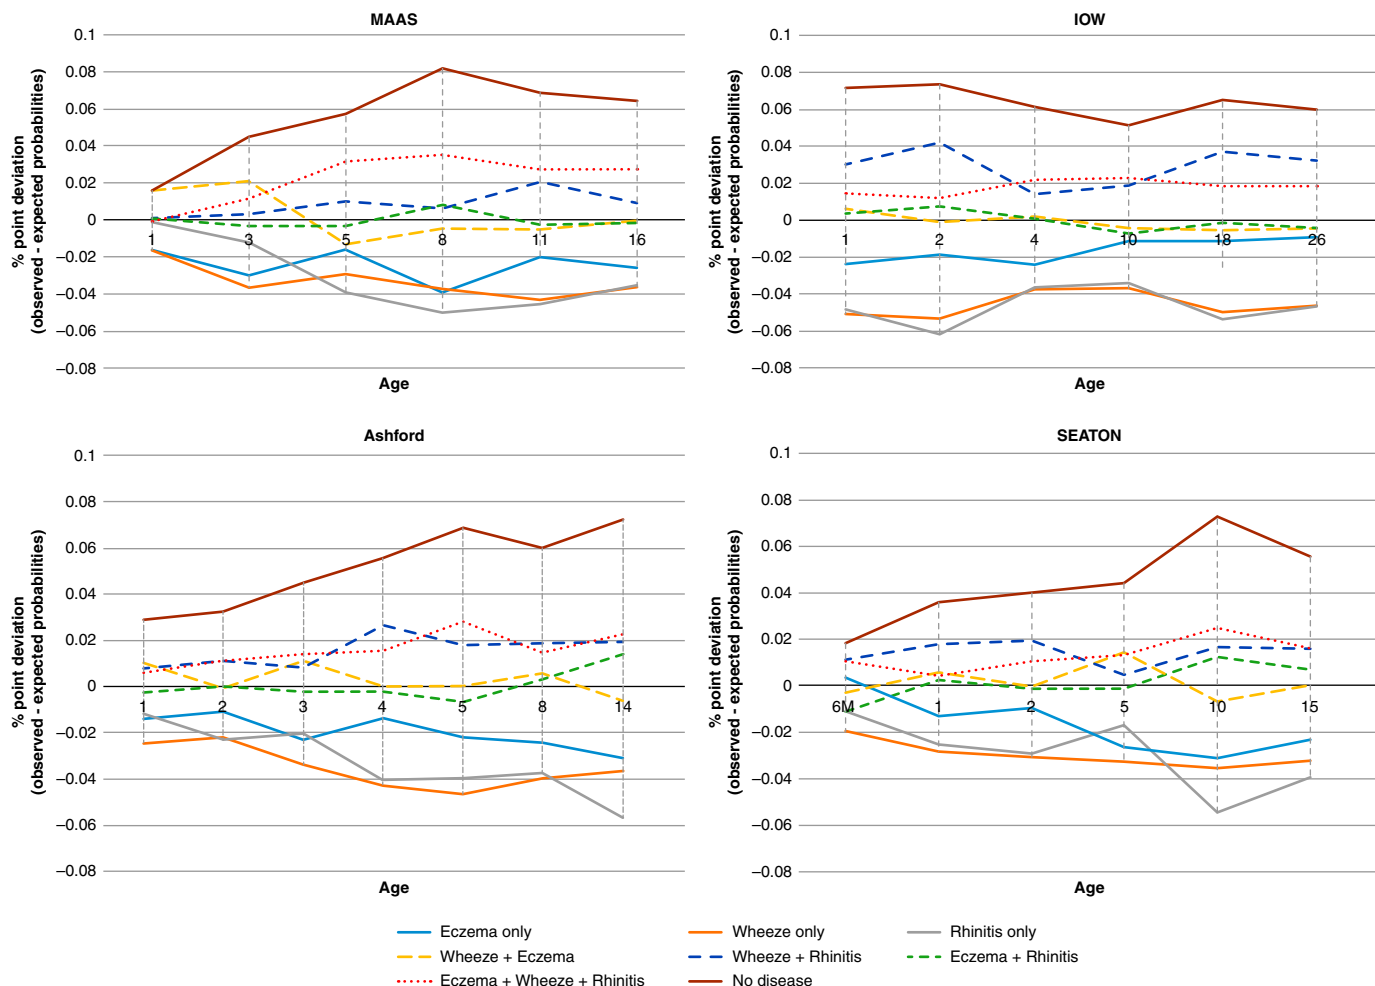 MAAS
0.1
0.08
0.06
0.04
0.02
0
–0.02
–0.04
–0.06
–0.08
% point deviation
(observed - expected probabilities)
1 3 5 8 11 16
Age
IOW
0.1
0.08
0.06
0.04
0.02
0
–0.02
–0.04
–0.06
–0.08
% point deviation
(observed - expected probabilities)
1 2 4 10 18 26
Age
Ashford
0.1
0.08
0.06
0.04
0.02
0
–0.02
–0.04
–0.06
–0.08
% point deviation
(observed - expected probabilities)
1 2 3 4 5 8 14
Age
SEATON
0.1
0.08
0.06
0.04
0.02
0
–0.02
–0.04
–0.06
–0.08
% point deviation
(observed - expected probabilities)
6M 1 2 5 10 15
Age
Eczema only Wheeze only Rhinitis only
Wheeze + Eczema Wheeze + Rhinitis Eczema + Rhinitis
Eczema + Wheeze + Rhinitis No disease